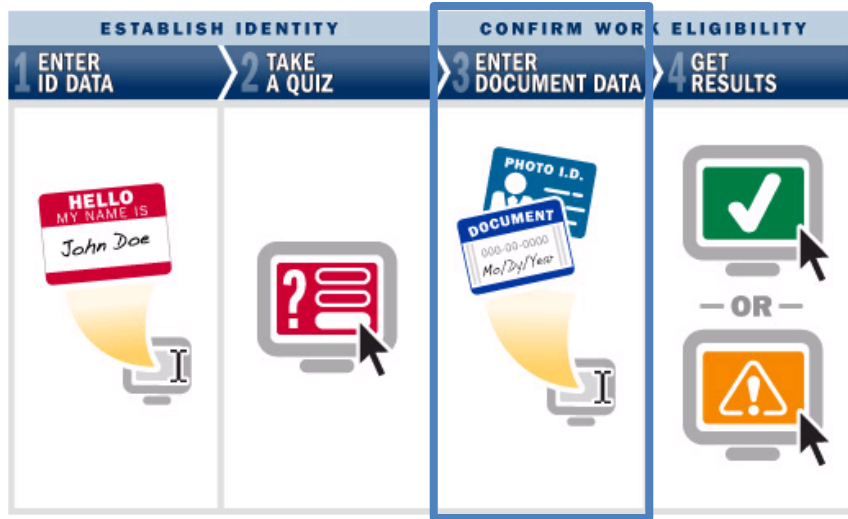 ESTABLISH IDENTITY
CONFIRM WORK ELIGIBILITY
1 ENTER
ID DATA
2 TAKE
A QUIZ
3 ENTER
DOCUMENT DATA
4 GET
RESULTS
HELLO
MY NAME IS
John Doe
?
PHOTO I.D.
DOCUMENT
000-00-0000
Mo/Dy/Year
— OR —
!